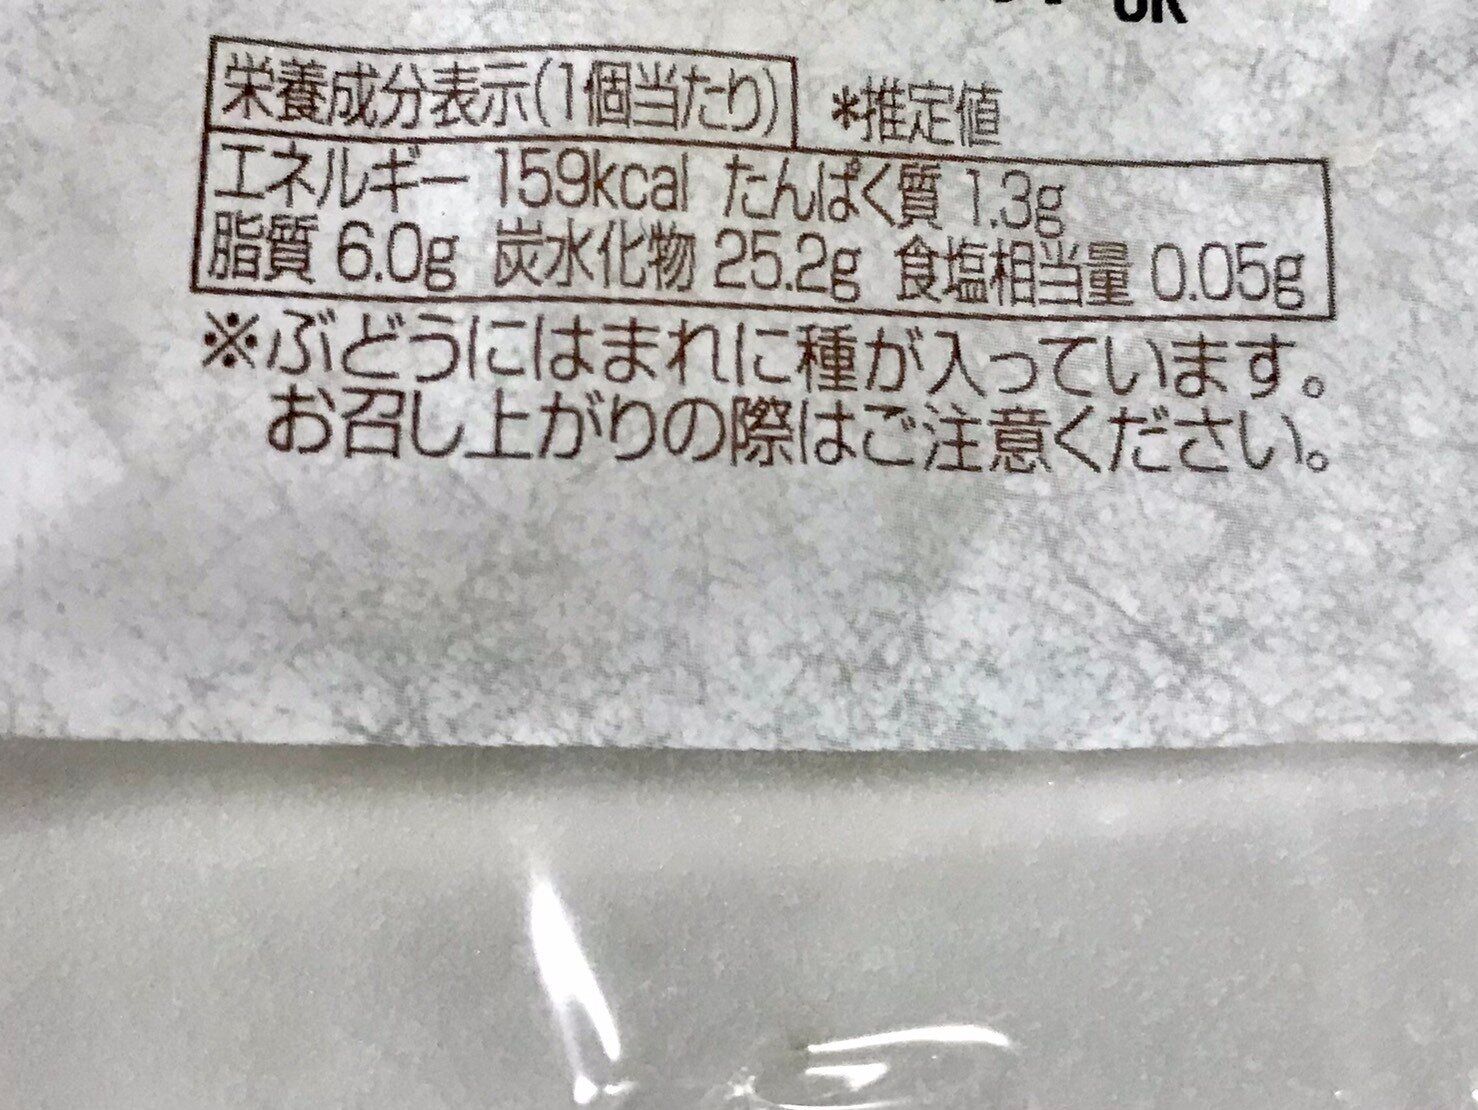 栄養成分表示(1個当たり) *推定値
エネルギー 159kcal たんぱく質 1.3g
脂質 6.0g 炭水化物 25.2g 食塩相当量 0.05g
※ぶどうにはまれに種が入っています。
お召し上がりの際はご注意ください。